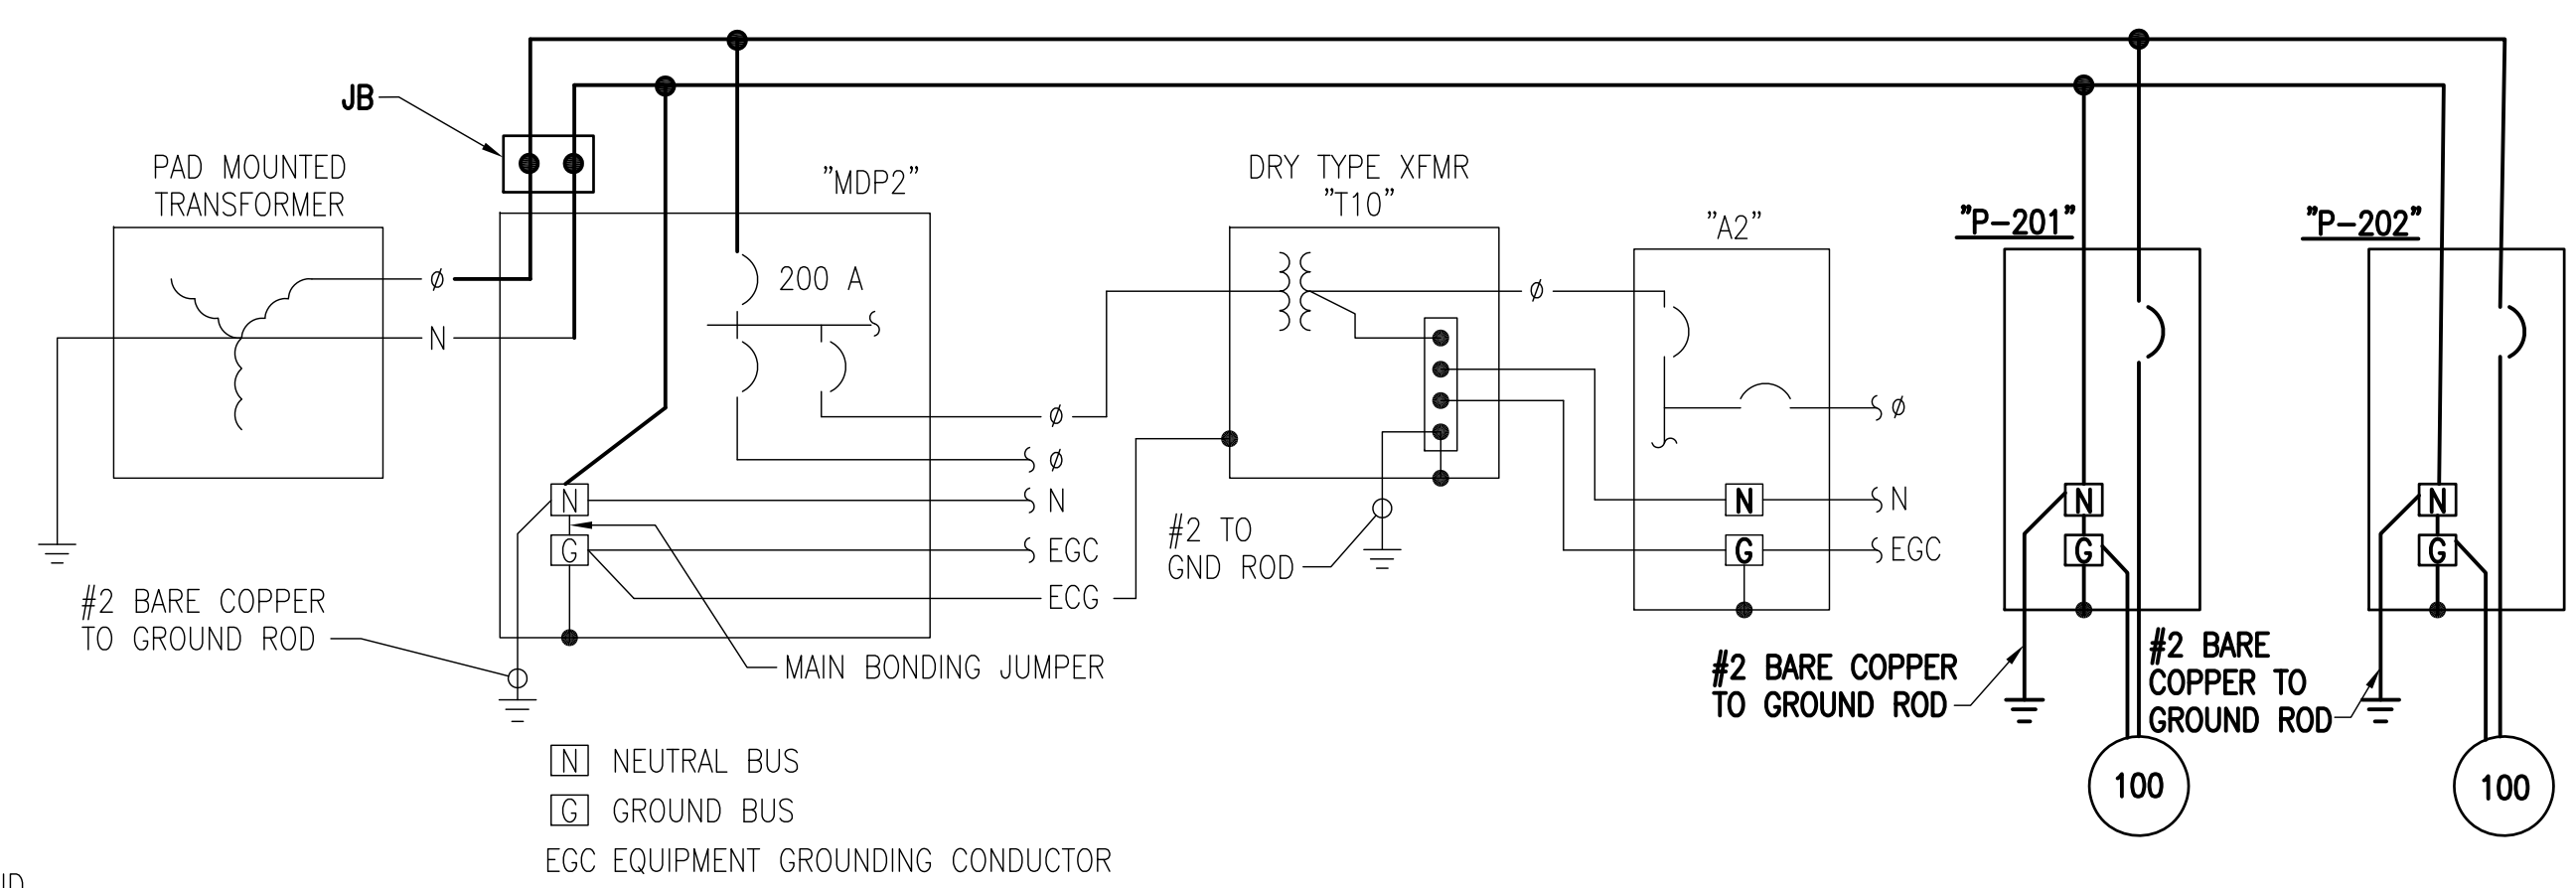 JB
PAD MOUNTED
TRANSFORMER
Ø
N
"MDP2"
200 A
Ø
Ø
N
EGC
ECG
N
G
MAIN BONDING JUMPER
#2 BARE COPPER
TO GROUND ROD
DRY TYPE XFMR
"T10"
#2 TO
GND ROD
Ø
"A2"
Ø
N
N
G
EGC
"P-201"
N
G
#2 BARE COPPER
TO GROUND ROD
100
"P-202"
N
G
#2 BARE
COPPER TO
GROUND ROD
100
N NEUTRAL BUS
G GROUND BUS
EGC EQUIPMENT GROUNDING CONDUCTOR